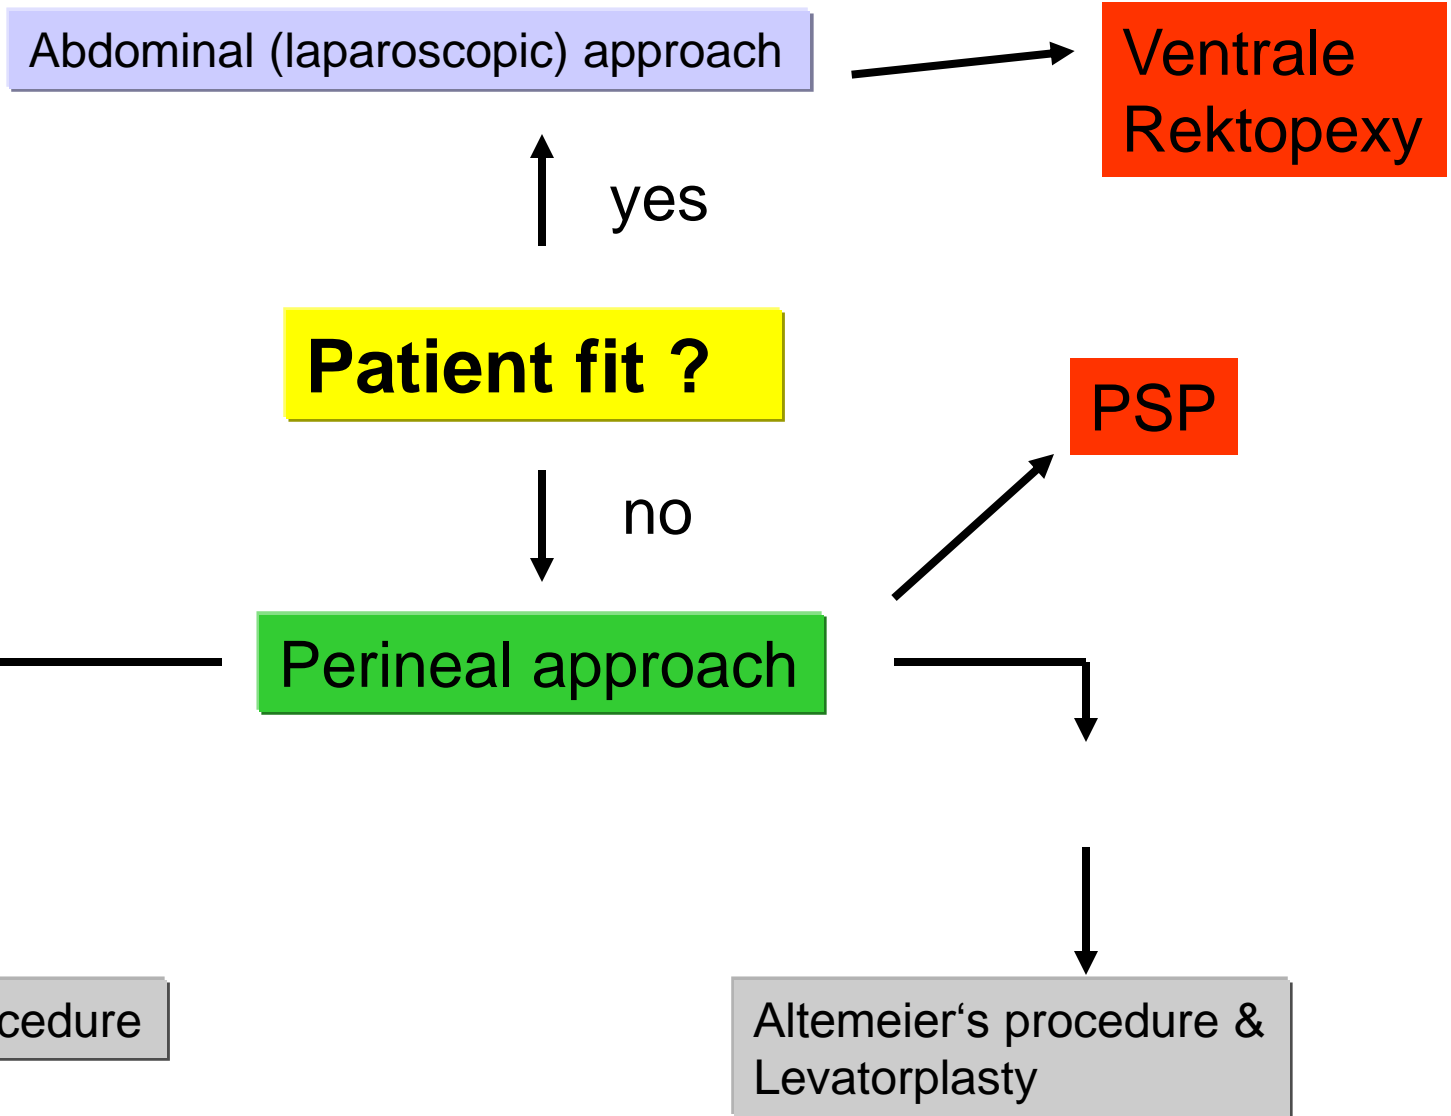 Abdominal (laparoscopic) approach
Ventrale
Rektopexy
yes
Patient fit ?
PSP
no
Perineal approach
cedure
Altemeier‘s procedure &
Levatorplasty